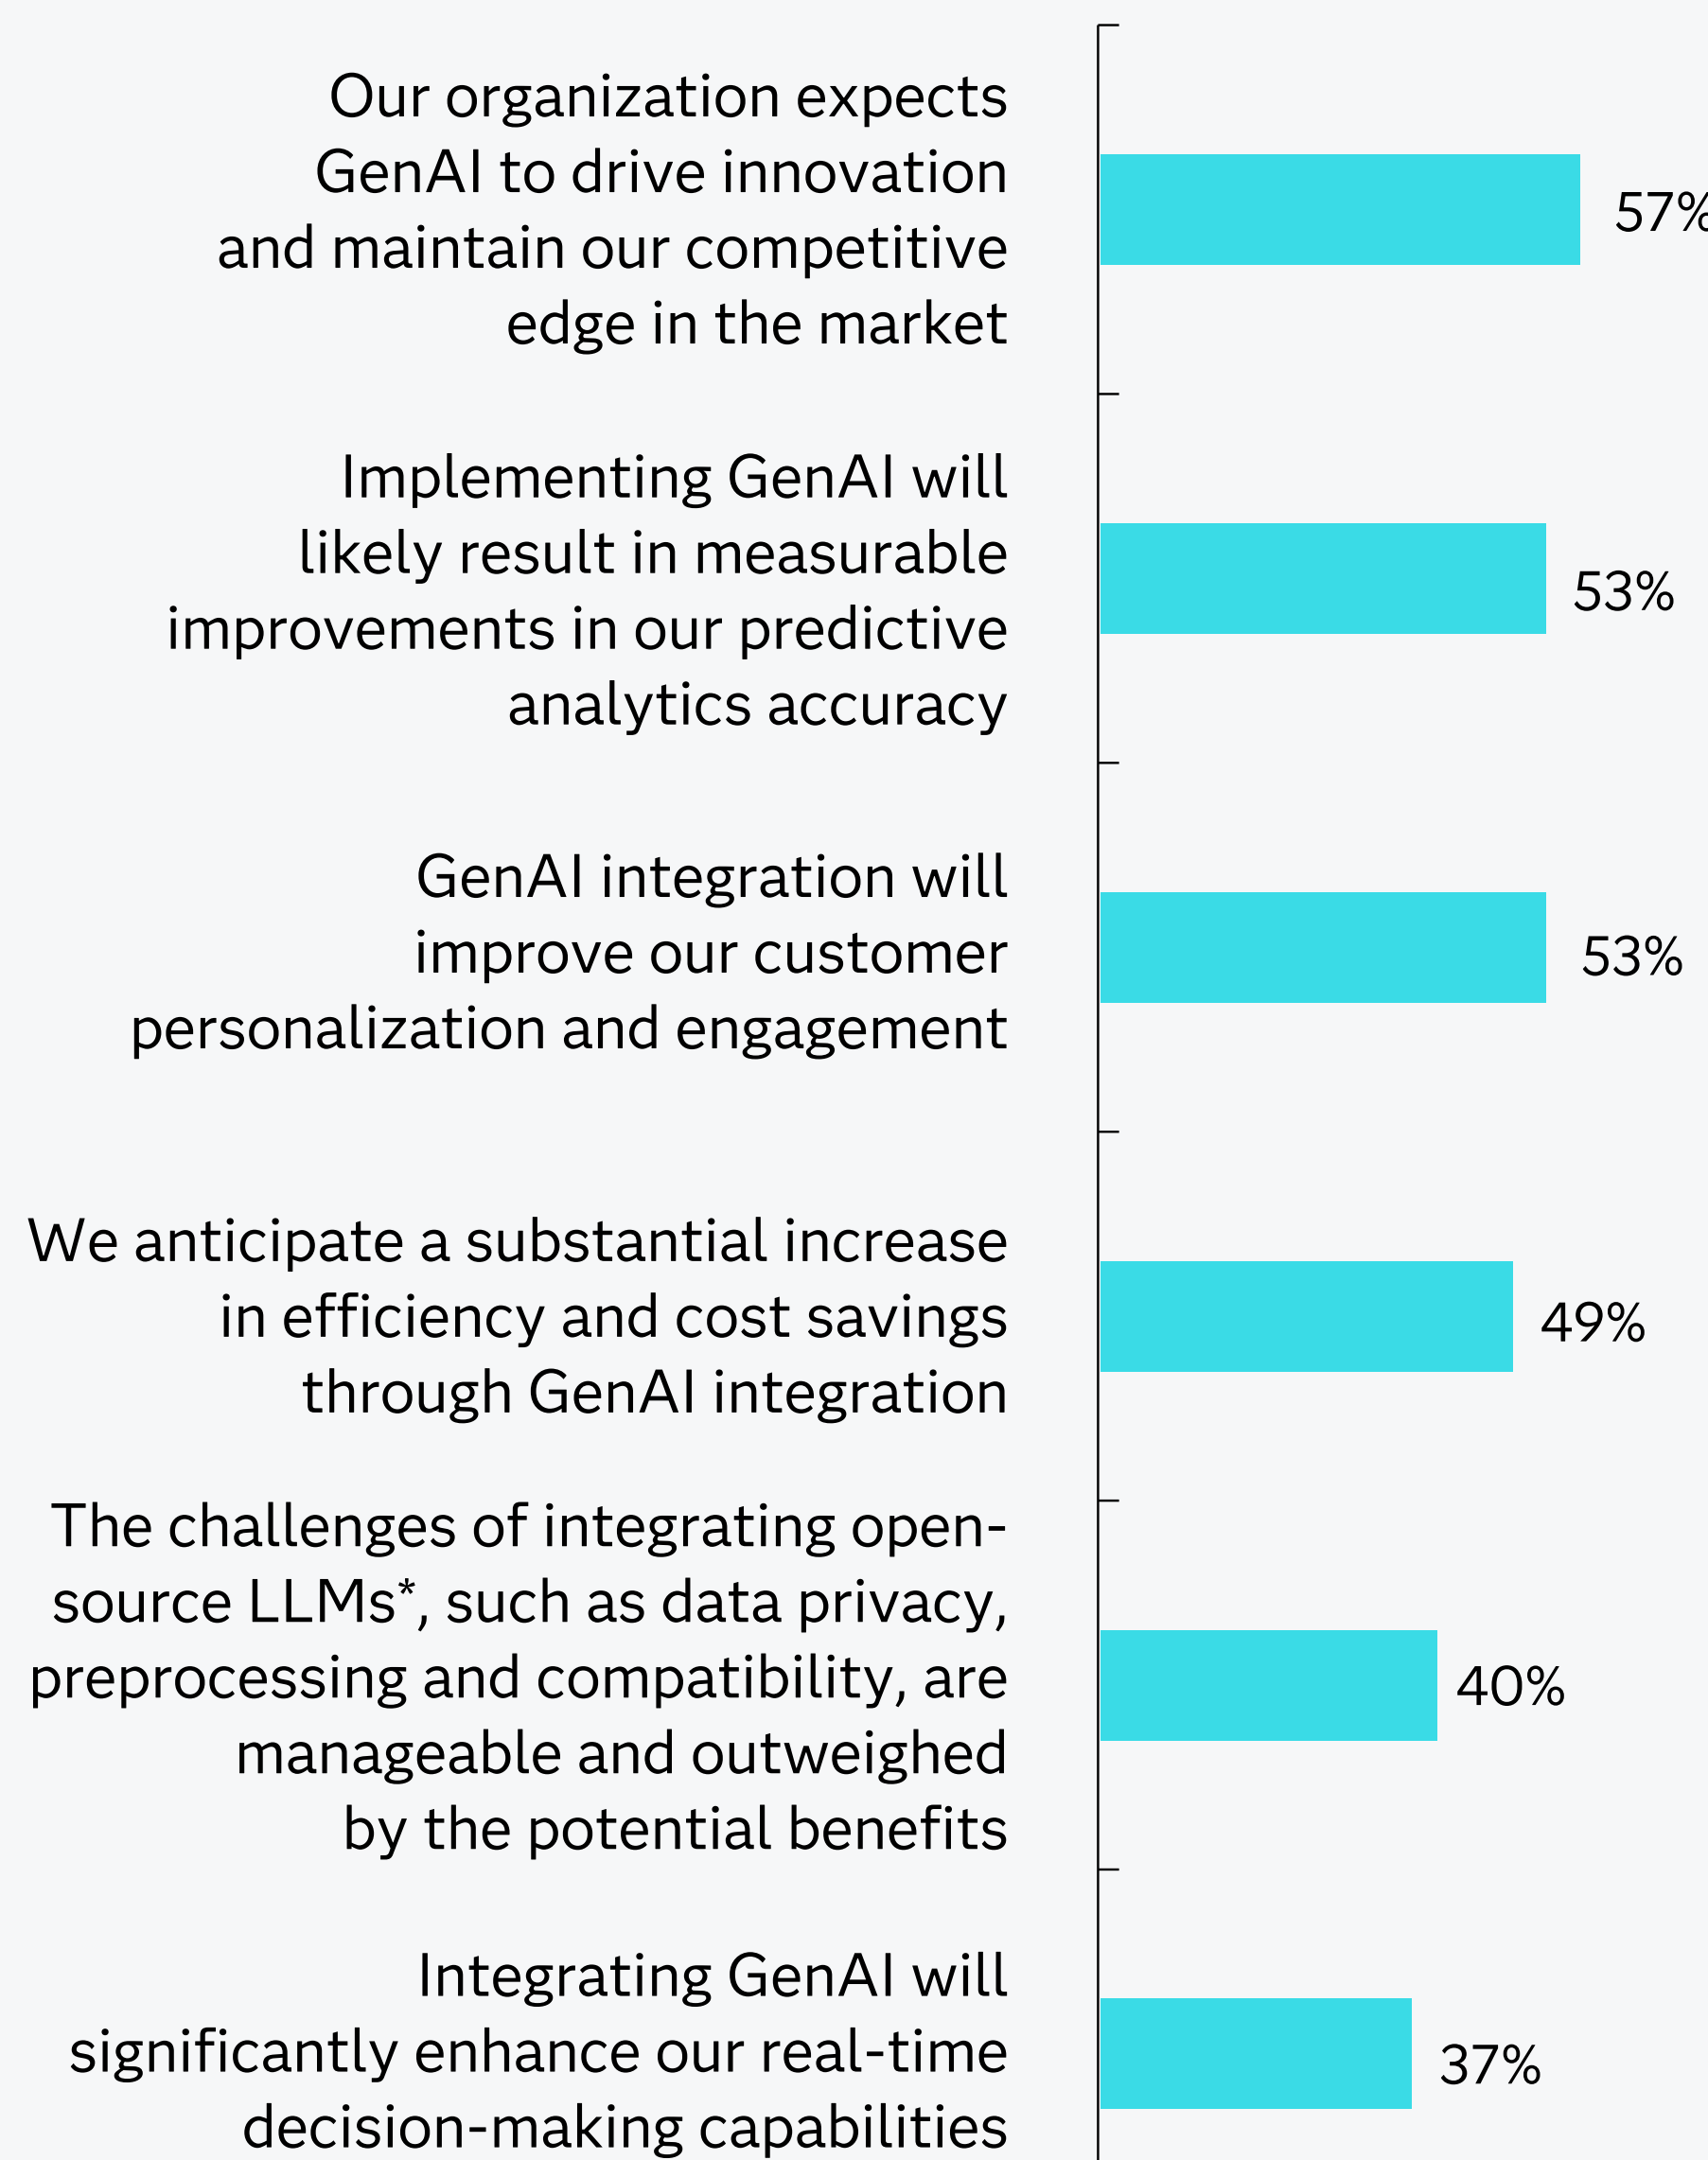 Our organization expects
GenAI to drive innovation
and maintain our competitive
edge in the market
57%
Implementing GenAI will
likely result in measurable
improvements in our predictive
analytics accuracy
53%
GenAI integration will
improve our customer
personalization and engagement
53%
We anticipate a substantial increase
in efficiency and cost savings
through GenAI integration
49%
The challenges of integrating open-
source LLMs*, such as data privacy,
preprocessing and compatibility, are
manageable and outweighed
by the potential benefits
40%
Integrating GenAI will
significantly enhance our real-time
decision-making capabilities
37%